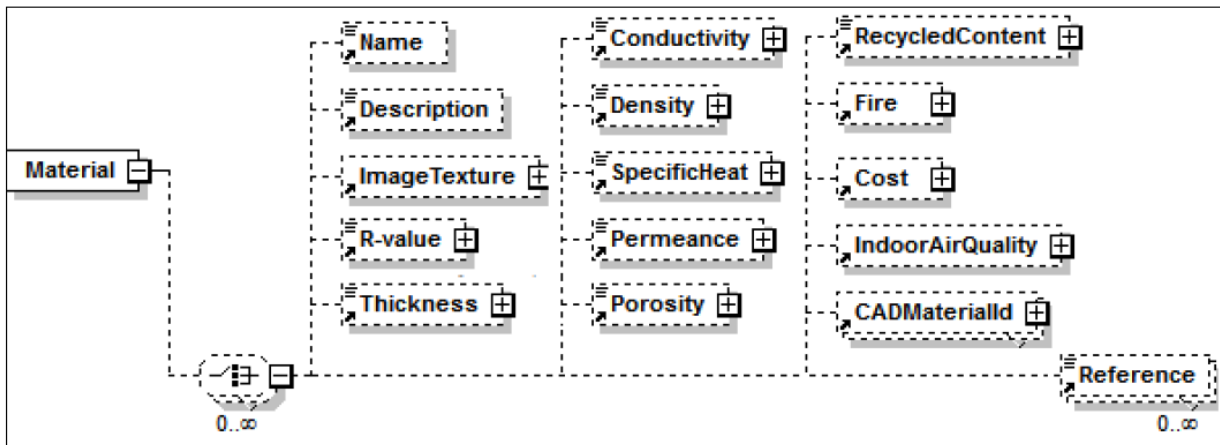 Name
Conductivity
RecycledContent
Description
Density
Fire
Material
ImageTexture
SpecificHeat
Cost
R-value
Permeance
IndoorAirQuality
Thickness
Porosity
CADMaterialId
Reference
0..∞
0..∞